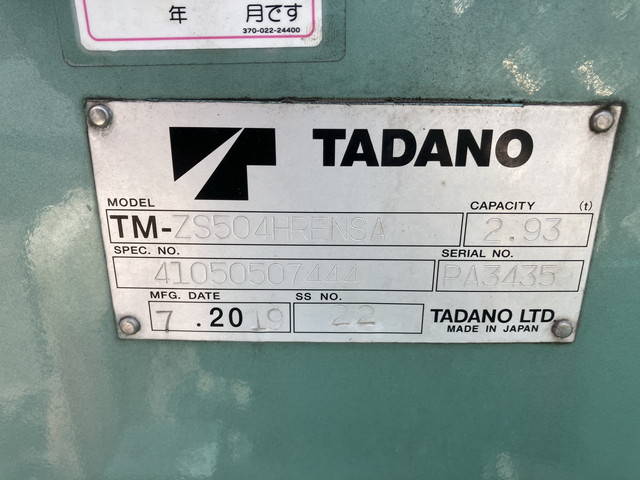 年 月です
370-022-24400
TADANO
MODEL CAPACITY (t)
TM-ZS504HRENSA 2.93
SPEC. NO. SERIAL NO.
41050507444 PA3435
MFG. DATE SS NO.
7 .2019 22 TADANO LTD.
MADE IN JAPAN